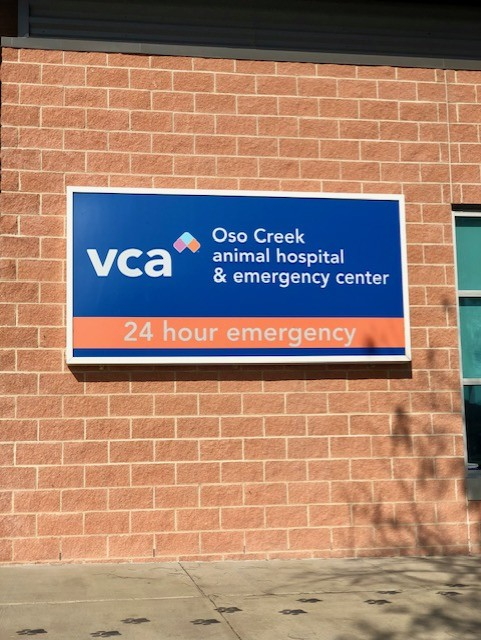 vca
Oso Creek
animal hospital
& emergency center
24 hour emergency